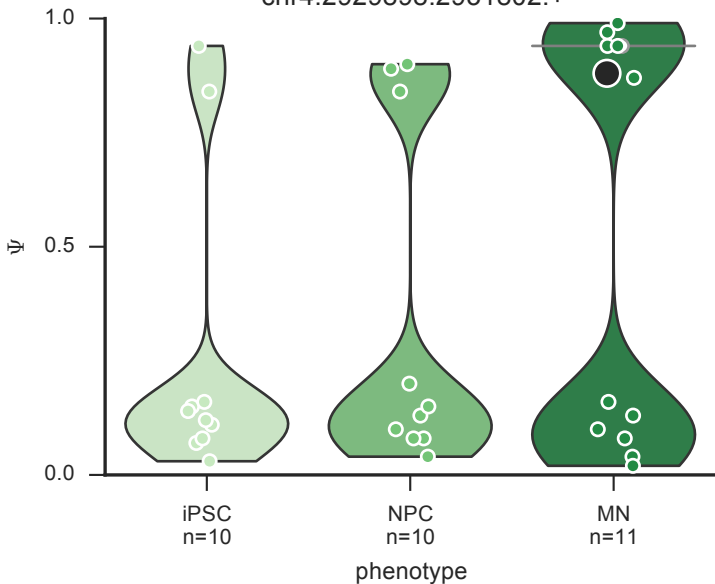 1.0
Ψ 0.5
0.0
iPSC NPC MN
n=10 n=10 n=11
phenotype